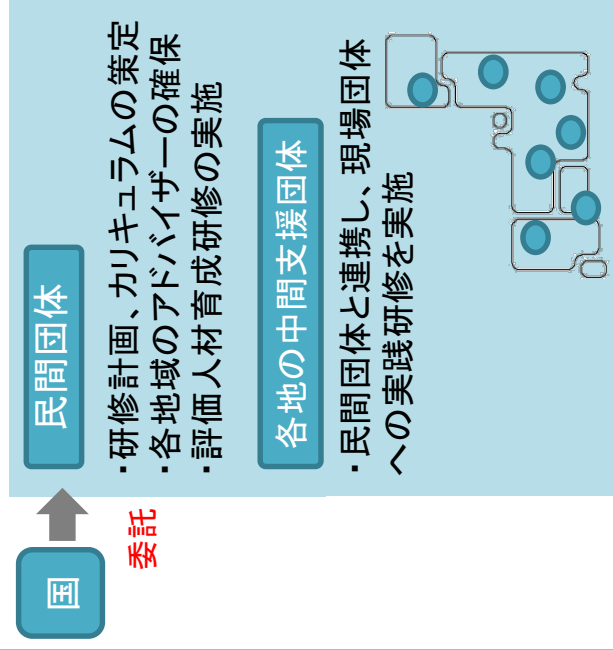 国
委託
民間団体
・研修計画、カリキュラムの策定
・各地域のアドバイザーの確保
・評価人材育成研修の実施
各地の中間支援団体
・民間団体と連携し、現場団体
への実践研修を実施